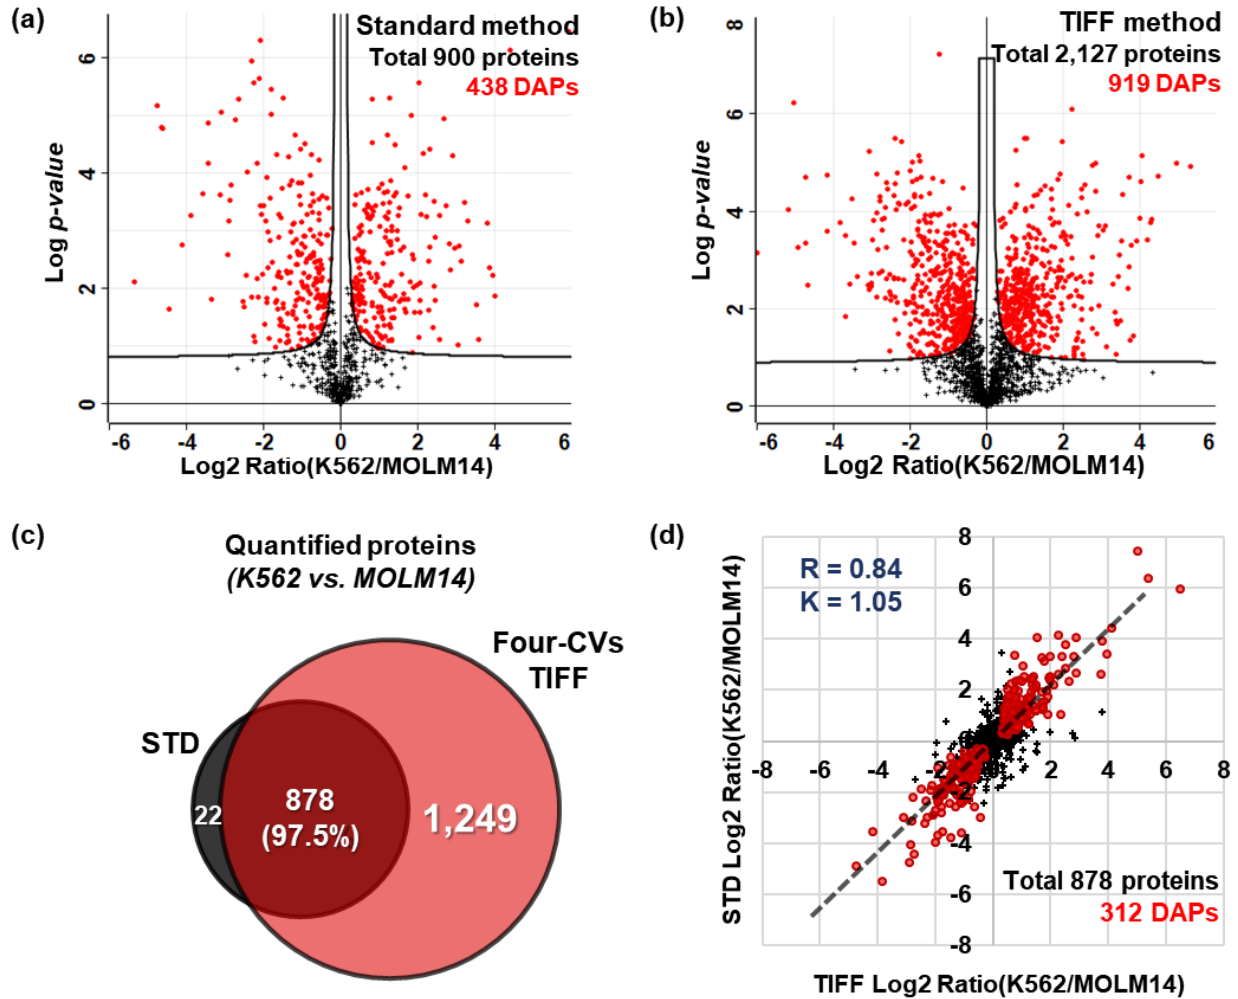 (a)
Standard method
Total 900 proteins
438 DAPs
Log p-value
6
4
2
0
-6 -4 -2 0 2 4 6
Log2 Ratio(K562/MOLM14)
(b)
TIFF method
Total 2,127 proteins
919 DAPs
Log p-value
8
6
4
2
0
-6 -4 -2 0 2 4 6
Log2 Ratio(K562/MOLM14)
(c)
Quantified proteins
(K562 vs. MOLM14)
Four-CVs
TIFF
STD
22
878
(97.5%)
1,249
(d)
R = 0.84
K = 1.05
STD Log2 Ratio(K562/MOLM14)
8
6
4
2
0
-2
-4
-6
-8
-8 -6 -4 -2 0 2 4 6 8
Total 878 proteins
312 DAPs
TIFF Log2 Ratio(K562/MOLM14)